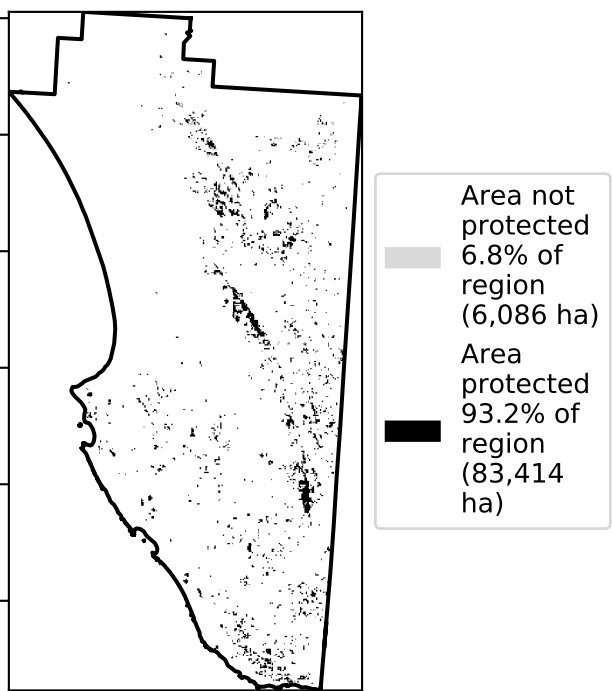 Area not
protected
6.8% of
region
(6,086 ha)
Area
protected
93.2% of
region
(83,414
ha)